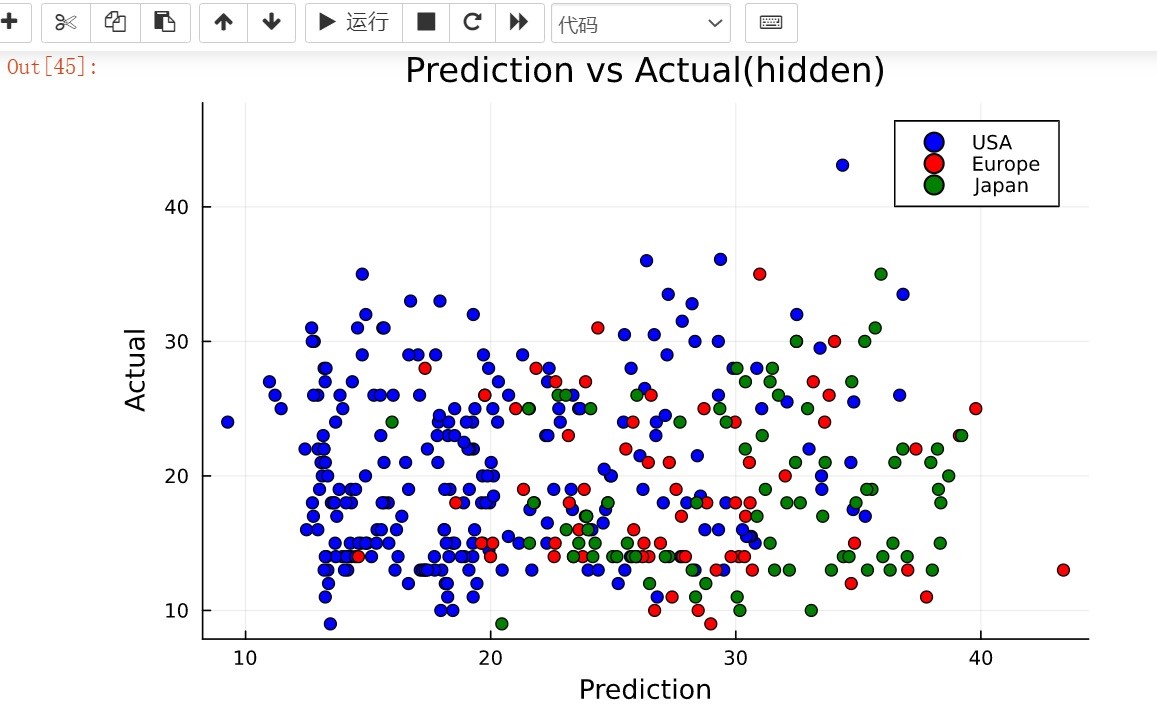 运行
代码
Out[45]:
Prediction vs Actual(hidden)
USA
Europe
Japan
Actual
40
30
20
10
10 20 30 40
Prediction